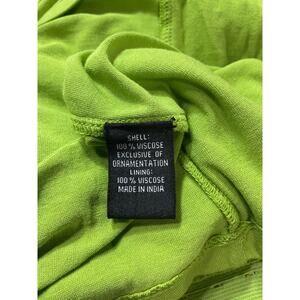 SHELL:
100 % VISCOSE
EXCLUSIVE OF
ORNAMENTATION
LINING:
100 % VISCOSE
MADE IN INDIA